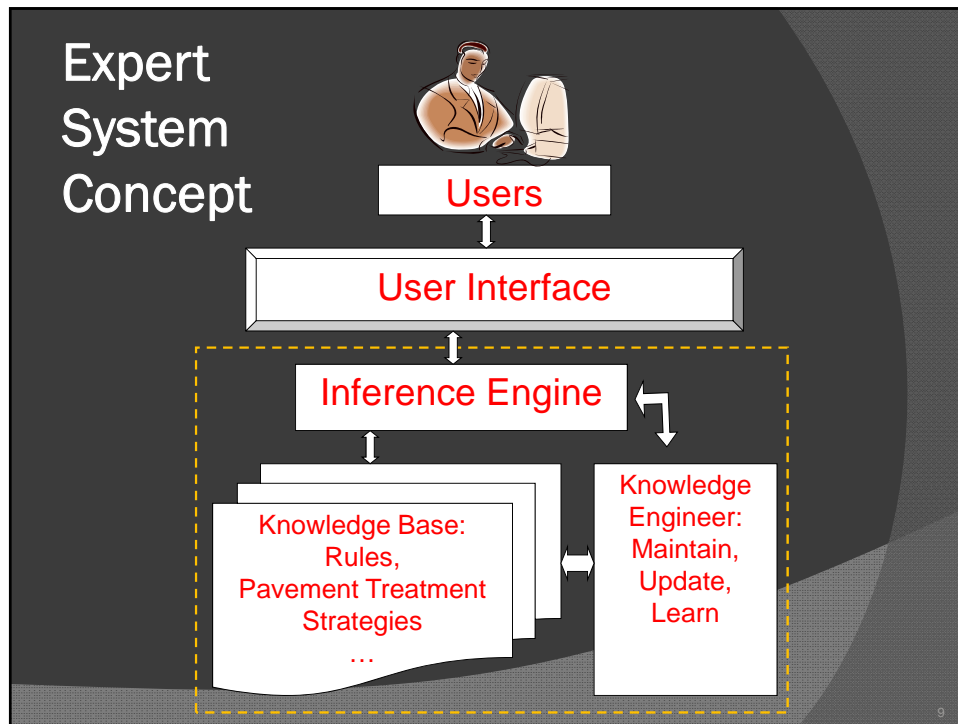 Expert
System
Concept
Users
User Interface
Inference Engine
Knowledge Base:
Rules,
Pavement Treatment
Strategies
…
Knowledge
Engineer:
Maintain,
Update,
Learn
9